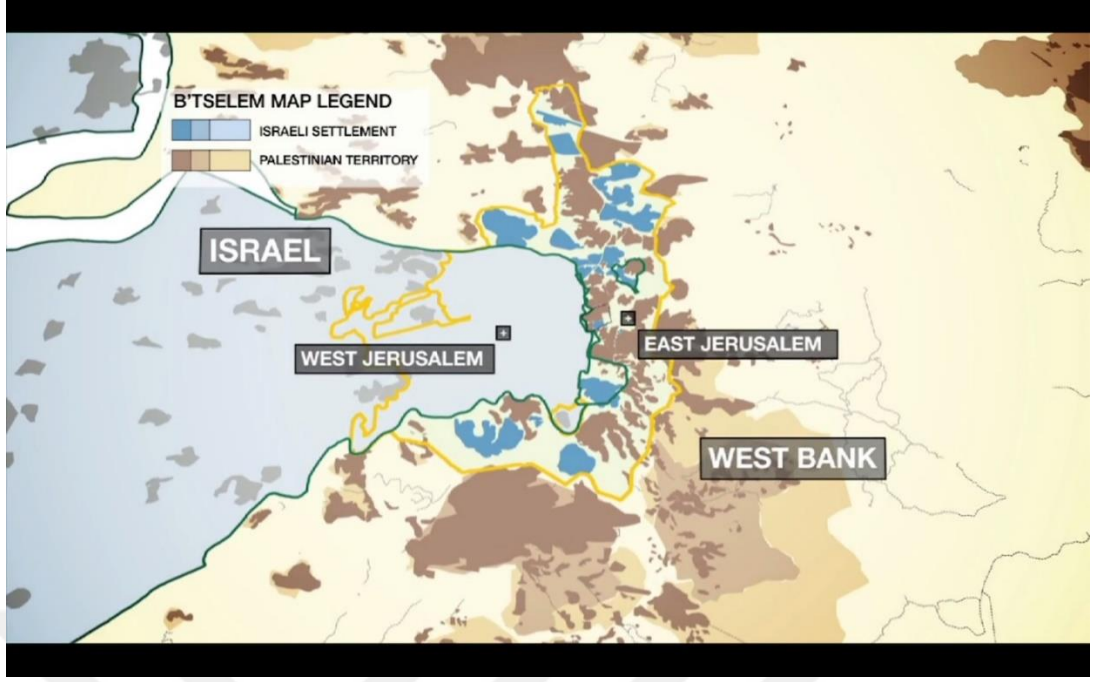 B'TSELEM MAP LEGEND
ISRAELI SETTLEMENT
PALESTINIAN TERRITORY
ISRAEL
WEST JERUSALEM
EAST JERUSALEM
WEST BANK